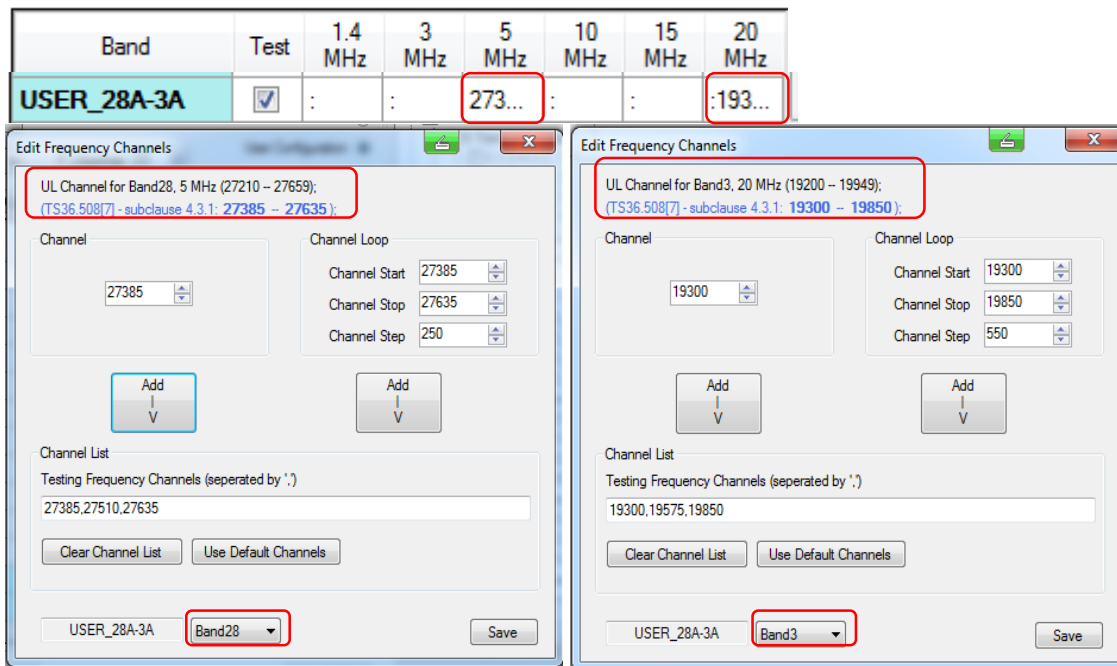 Band Test 1.4 MHz 3 MHz 5 MHz 10 MHz 15 MHz 20 MHz
USER_28A-3A : : 273... : : :193...
Edit Frequency Channels
UL Channel for Band28, 5 MHz (27210 -- 27659);
(TS36.508[7] - subclause 4.3.1: 27385 -- 27635 );
Channel
27385
Channel Loop
Channel Start 27385
Channel Stop 27635
Channel Step 250
Add
|
V
Add
|
V
Channel List
Testing Frequency Channels (seperated by ',')
27385,27510,27635
Clear Channel List
Use Default Channels
USER_28A-3A
Band28
Save
Edit Frequency Channels
UL Channel for Band3, 20 MHz (19200 -- 19949);
(TS36.508[7] - subclause 4.3.1: 19300 -- 19850 );
Channel
19300
Channel Loop
Channel Start 19300
Channel Stop 19850
Channel Step 550
Add
|
V
Add
|
V
Channel List
Testing Frequency Channels (seperated by ',')
19300,19575,19850
Clear Channel List
Use Default Channels
USER_28A-3A
Band3
Save